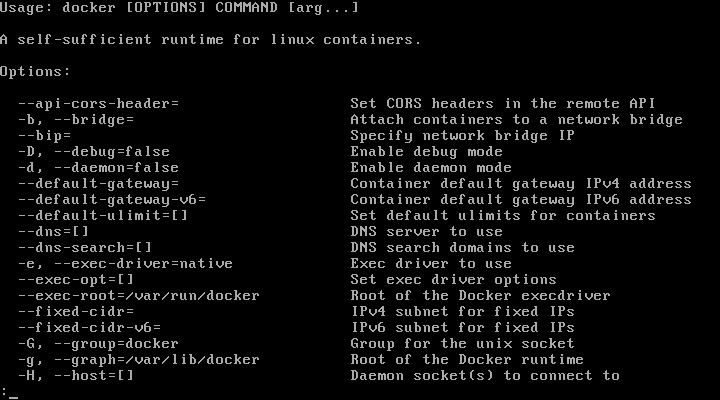 Usage: docker [OPTIONS] COMMAND [arg...]
A self-sufficient runtime for linux containers.
Options:
--api-cors-header= Set CORS headers in the remote API
-b, --bridge= Attach containers to a network bridge
--bip= Specify network bridge IP
-D, --debug=false Enable debug mode
-d, --daemon=false Enable daemon mode
--default-gateway= Container default gateway IPv4 address
--default-gateway-v6= Container default gateway IPv6 address
--default-ulimit=[] Set default ulimits for containers
--dns=[] DNS server to use
--dns-search=[] DNS search domains to use
-e, --exec-driver=native Exec driver to use
--exec-opt=[] Set exec driver options
--exec-root=/var/run/docker Root of the Docker execdriver
--fixed-cidr= IPv4 subnet for fixed IPs
--fixed-cidr-v6= IPv6 subnet for fixed IPs
-G, --group=docker Group for the unix socket
-g, --graph=/var/lib/docker Root of the Docker runtime
-H, --host=[] Daemon socket(s) to connect to
:_